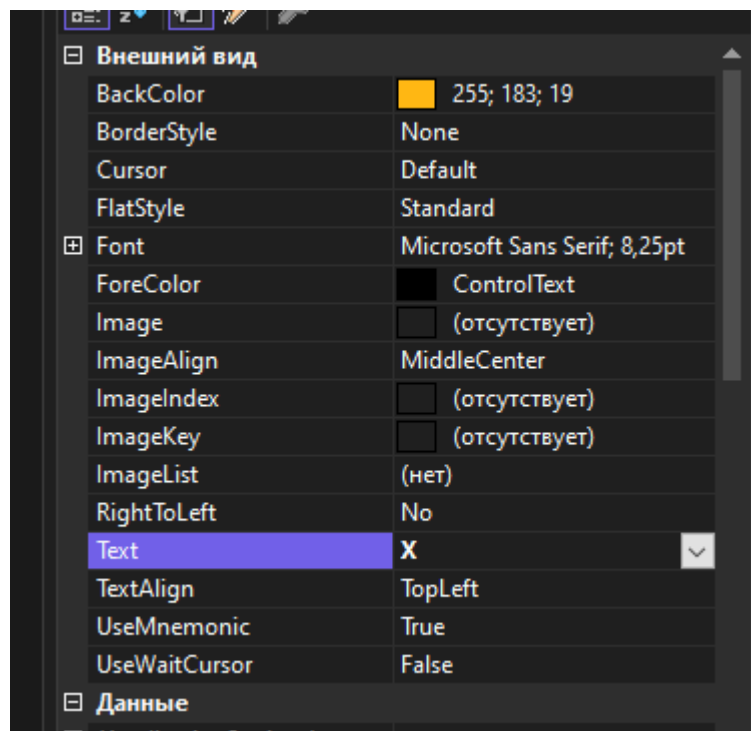 Внешний вид
BackColor 255; 183; 19
BorderStyle None
Cursor Default
FlatStyle Standard
Font Microsoft Sans Serif; 8,25pt
ForeColor ControlText
Image (отсутствует)
ImageAlign MiddleCenter
ImageIndex (отсутствует)
ImageKey (отсутствует)
ImageList (нет)
RightToLeft No
Text X
TextAlign TopLeft
UseMnemonic True
UseWaitCursor False
Данные